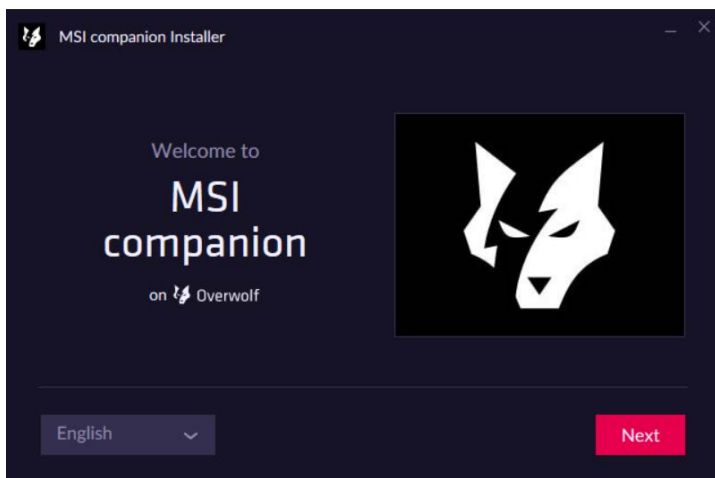 MSI companion Installer
Welcome to
MSI
companion
on Overwolf
English
Next